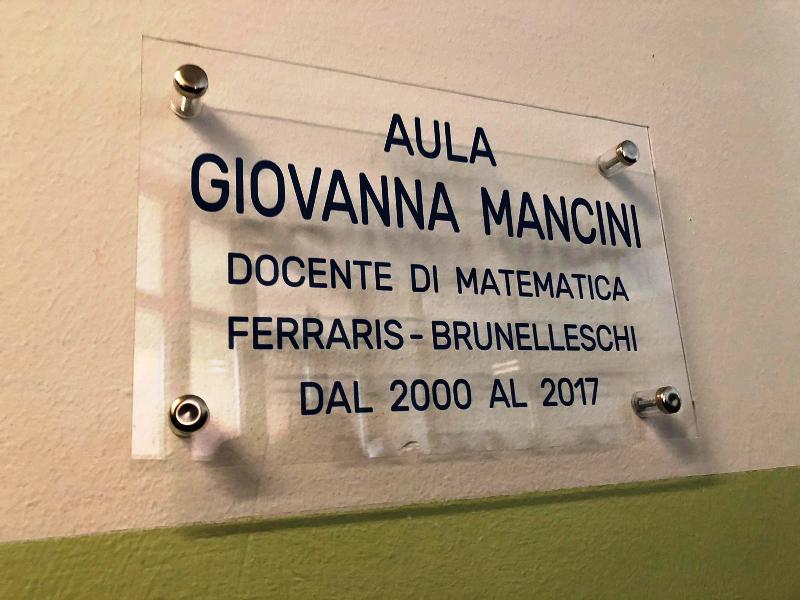 AULA
GIOVANNA MANCINI
DOCENTE DI MATEMATICA
FERRARIS-BRUNELLESCHI
DAL 2000 AL 2017